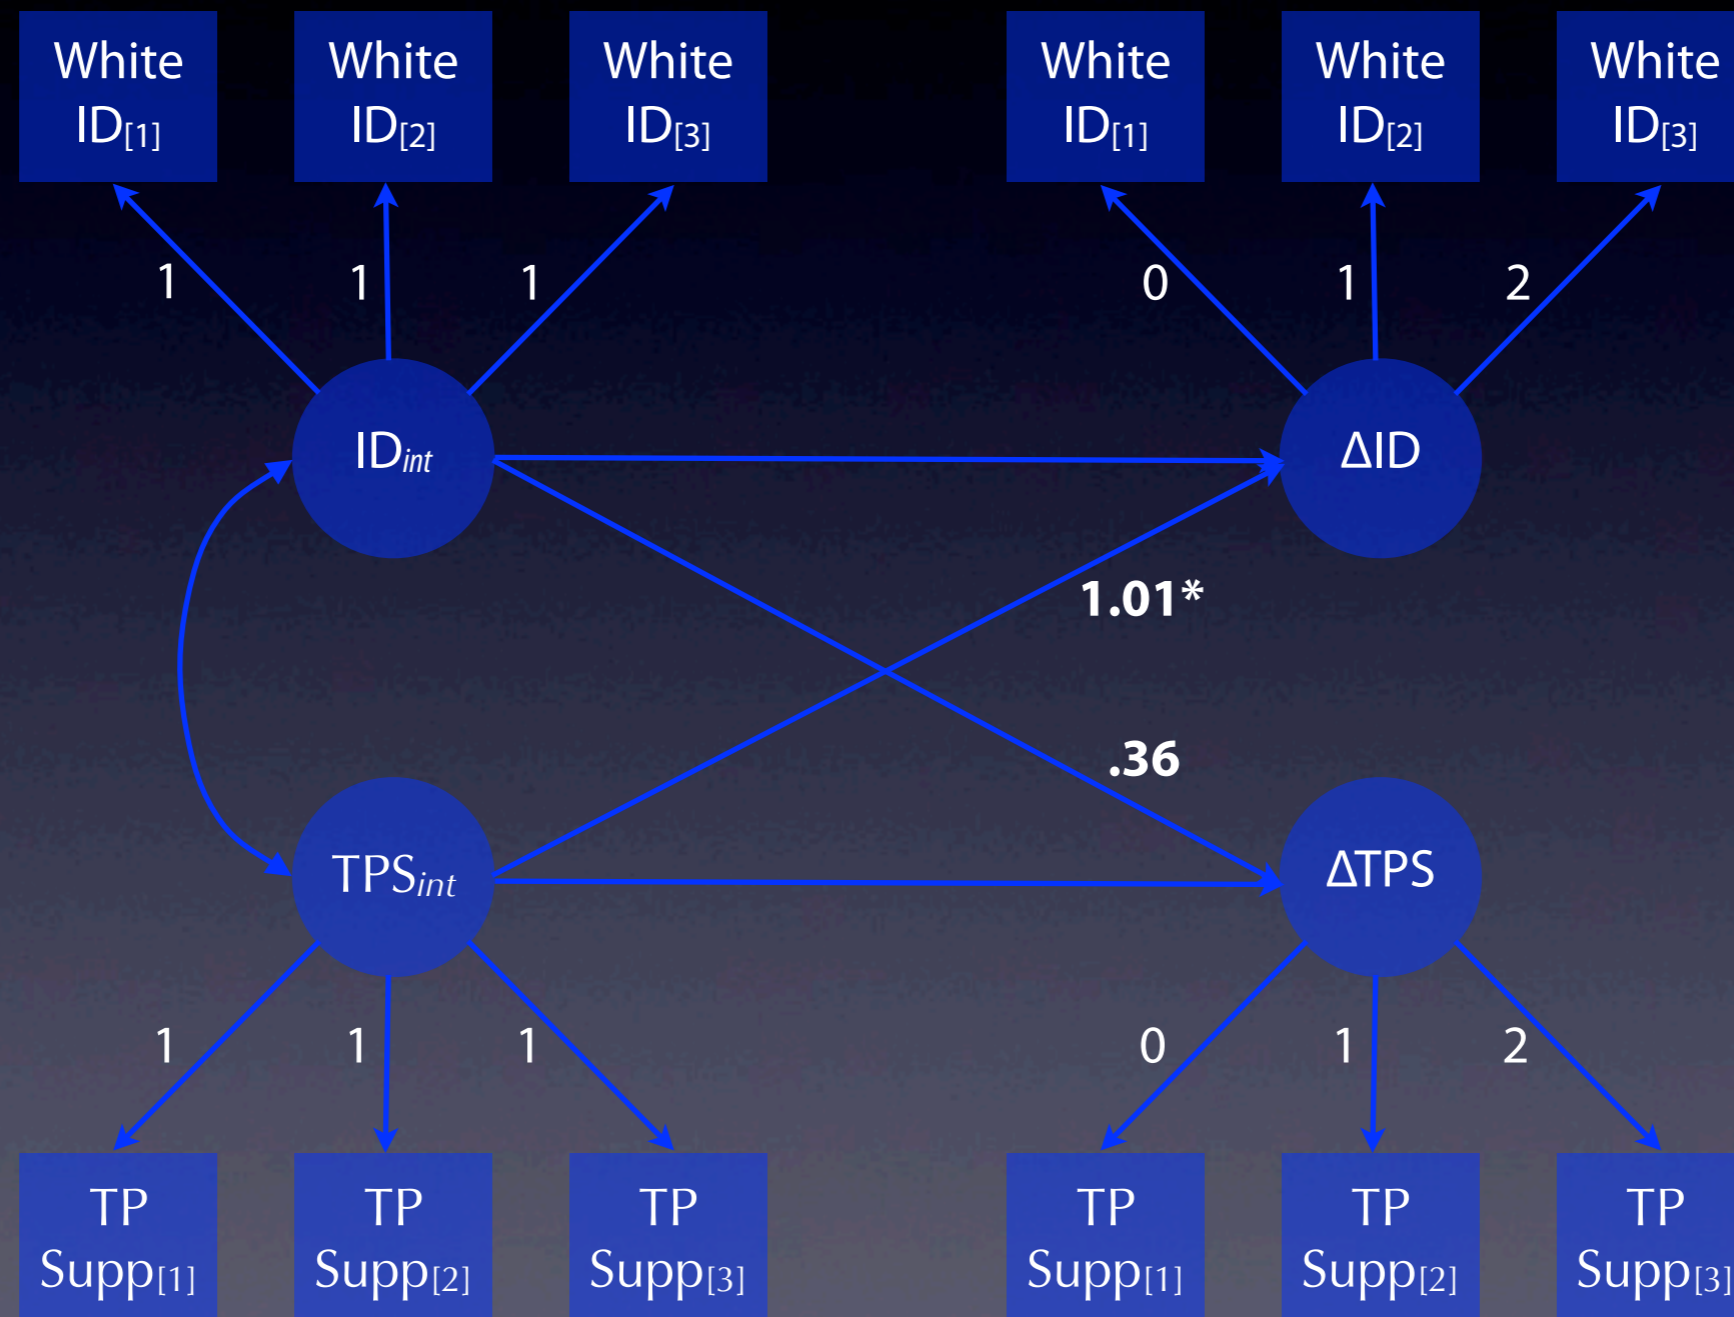 White ID[1]
White ID[2]
White ID[3]
White ID[1]
White ID[2]
White ID[3]
1
1
1
0
1
2
IDint
ΔID
1.01*
.36
TPSint
ΔTPS
1
1
1
0
1
2
TP Supp[1]
TP Supp[2]
TP Supp[3]
TP Supp[1]
TP Supp[2]
TP Supp[3]